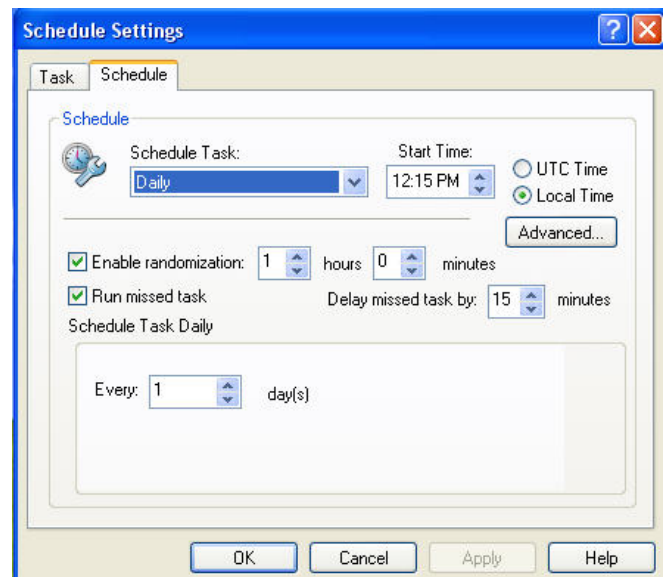 Schedule Settings
Task Schedule
Schedule
Schedule Task: Start Time:
Daily 12:15 PM UTC Time
Local Time
Advanced...
Enable randomization: 1 hours 0 minutes
Run missed task Delay missed task by: 15 minutes
Schedule Task Daily
Every: 1 day(s)
OK Cancel Apply Help